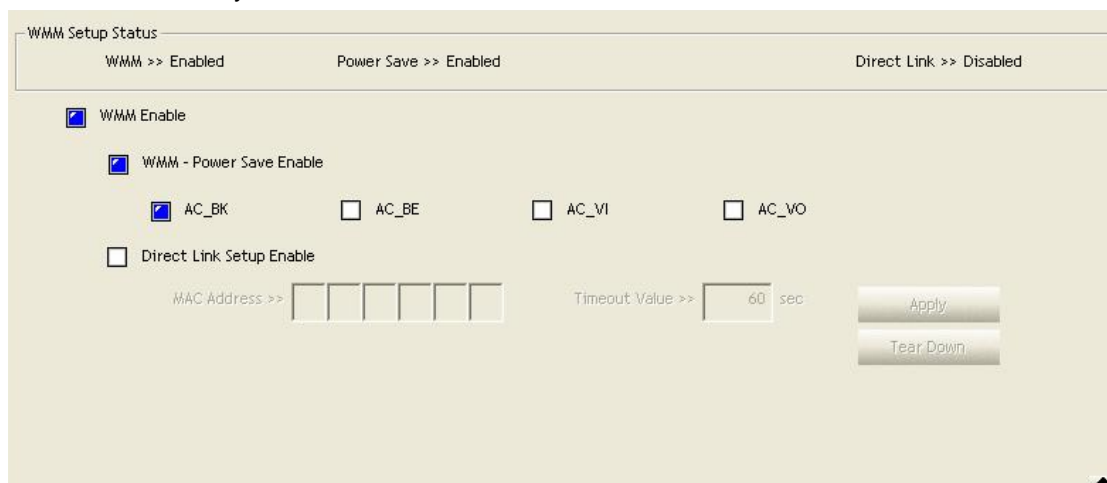 WMM Setup Status
WMM >> Enabled Power Save >> Enabled Direct Link >> Disabled
WMM Enable
WMM - Power Save Enable
AC_BK AC_BE AC_VI AC_VO
Direct Link Setup Enable
MAC Address >> Timeout Value >> 60 sec Apply
Tear Down